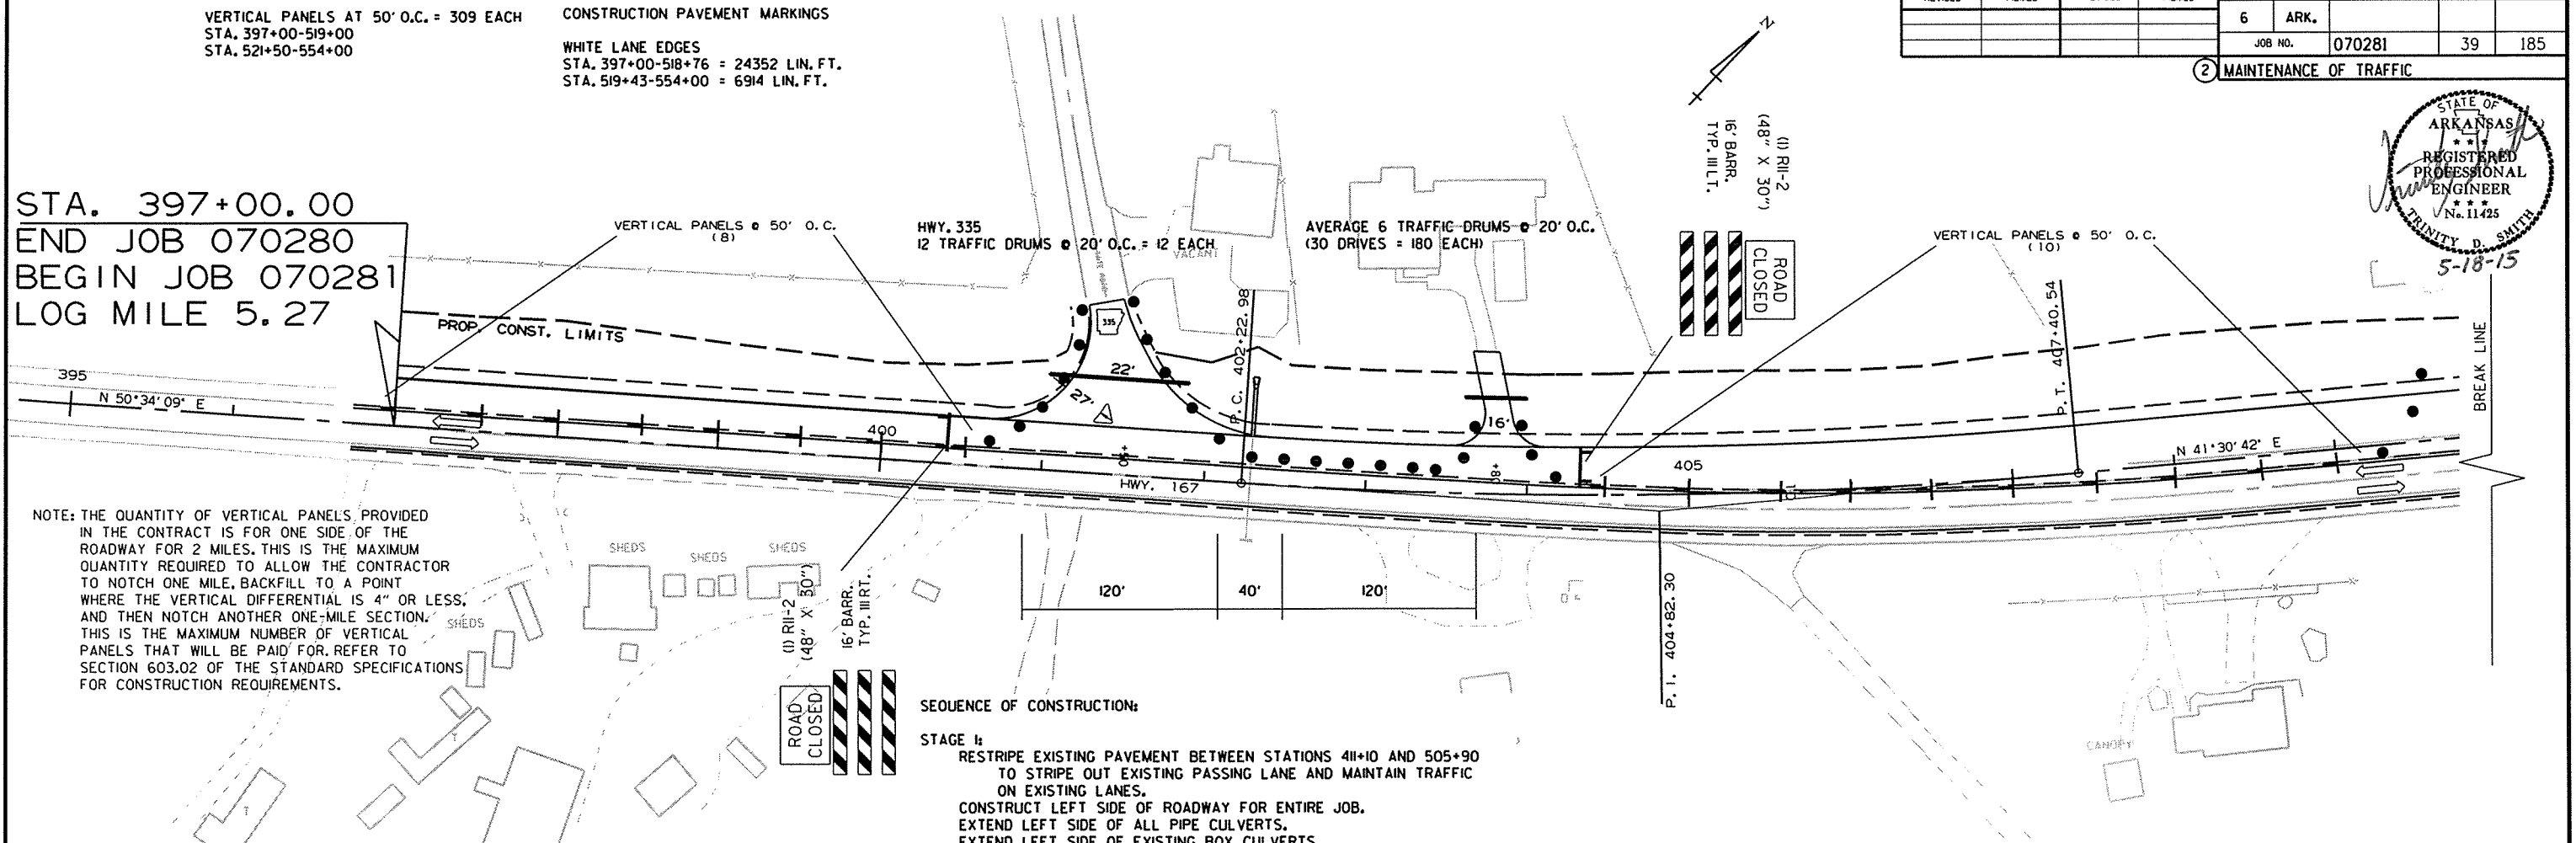 VERTICAL PANELS AT 50' O.C. = 309 EACH
STA. 397+00-519+00
STA. 521+50-554+00
CONSTRUCTION PAVEMENT MARKINGS
WHITE LANE EDGES
STA. 397+00-518+76 = 24352 LIN. FT.
STA. 519+43-554+00 = 6914 LIN. FT.
6 ARK.
JOB NO. 070281 39 185
2 MAINTENANCE OF TRAFFIC
STATE OF
ARKANSAS
REGISTERED
PROFESSIONAL
ENGINEER
No. 11425
TRINITY D. SMITH
5-18-15
N
STA. 397+00.00
END JOB 070280
BEGIN JOB 070281
LOG MILE 5.27
VERTICAL PANELS @ 50' O.C.
(8)
HWY. 335
12 TRAFFIC DRUMS @ 20' O.C. = 12 EACH
VACANT
AVERAGE 6 TRAFFIC DRUMS @ 20' O.C.
(30 DRIVES = 180 EACH)
(1) R11-2
(48" X 30")
16' BARR.
TYP. III LT.
ROAD
CLOSED
VERTICAL PANELS @ 50' O.C.
(10)
PROP. CONST. LIMITS
335
22'
27'
P.C. 402+22.98
16'
P.T. 407+40.54
BREAK LINE
395
N 50°34'09" E
400
HWY. 167
405
N 41°30'42" E
P.I. 404+82.30
120'
40'
120'
NOTE: THE QUANTITY OF VERTICAL PANELS PROVIDED
IN THE CONTRACT IS FOR ONE SIDE OF THE
ROADWAY FOR 2 MILES. THIS IS THE MAXIMUM
QUANTITY REQUIRED TO ALLOW THE CONTRACTOR
TO NOTCH ONE MILE, BACKFILL TO A POINT
WHERE THE VERTICAL DIFFERENTIAL IS 4" OR LESS,
AND THEN NOTCH ANOTHER ONE-MILE SECTION.
THIS IS THE MAXIMUM NUMBER OF VERTICAL
PANELS THAT WILL BE PAID FOR. REFER TO
SECTION 603.02 OF THE STANDARD SPECIFICATIONS
FOR CONSTRUCTION REQUIREMENTS.
SHEDS
SHEDS
SHEDS
SHEDS
(1) R11-2
(48" X 30")
16' BARR.
TYP. III RT.
ROAD
CLOSED
CANOPY
SEQUENCE OF CONSTRUCTION:
STAGE 1:
RESTRIPE EXISTING PAVEMENT BETWEEN STATIONS 411+10 AND 505+90
TO STRIPE OUT EXISTING PASSING LANE AND MAINTAIN TRAFFIC
ON EXISTING LANES.
CONSTRUCT LEFT SIDE OF ROADWAY FOR ENTIRE JOB.
EXTEND LEFT SIDE OF ALL PIPE CULVERTS.
EXTEND LEFT SIDE OF EXISTING BOX CULVERTS